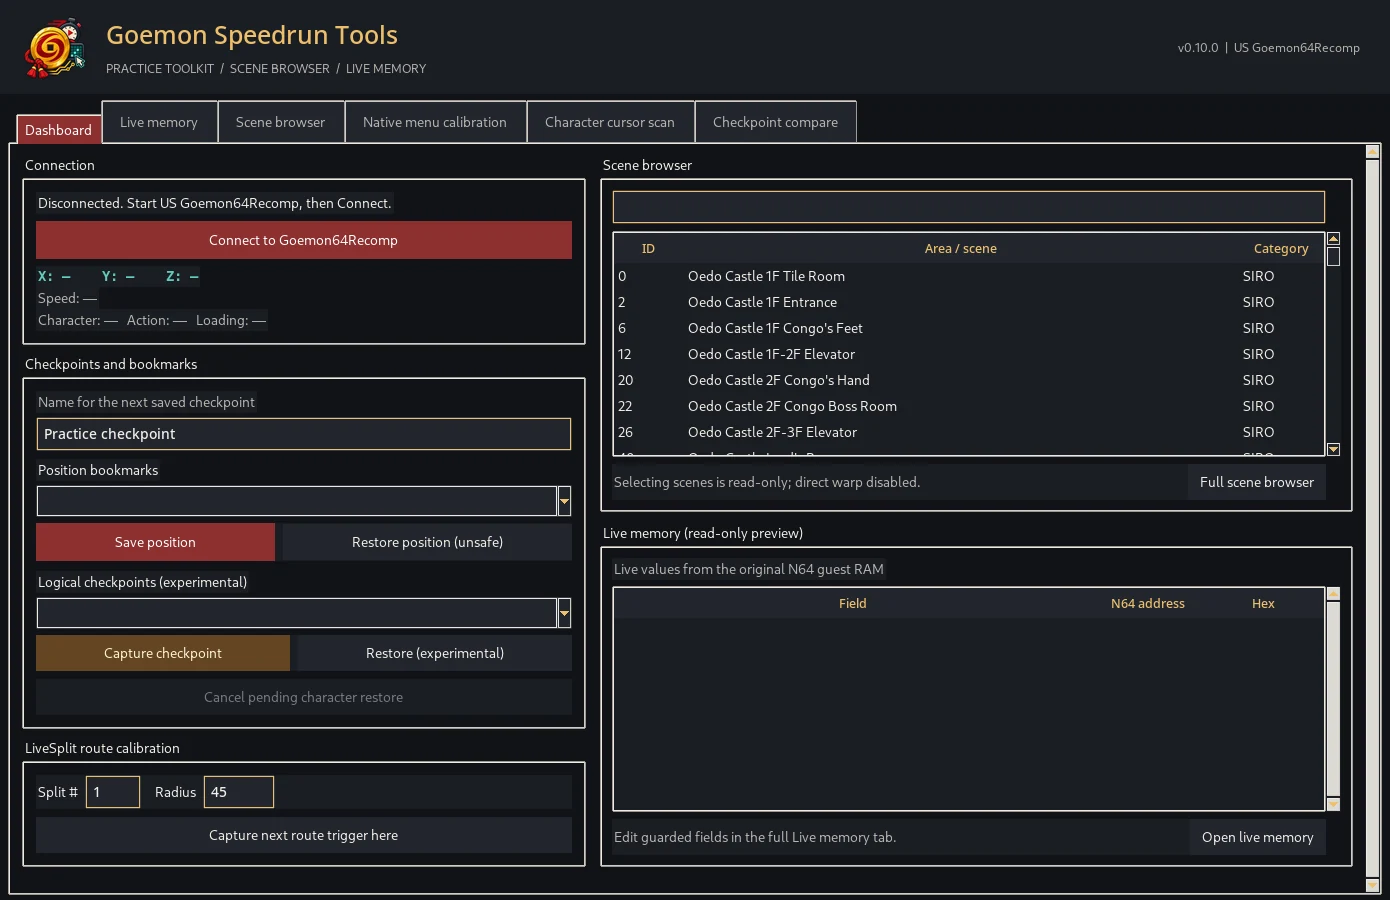 Goemon Speedrun Tools
PRACTICE TOOLKIT / SCENE BROWSER / LIVE MEMORY
v0.10.0 | US Goemon64Recomp
Dashboard
Live memory
Scene browser
Native menu calibration
Character cursor scan
Checkpoint compare
Connection
Disconnected. Start US Goemon64Recomp, then Connect.
Connect to Goemon64Recomp
X: — Y: — Z: —
Speed: —
Character: — Action: — Loading: —
Checkpoints and bookmarks
Name for the next saved checkpoint
Practice checkpoint
Position bookmarks
Save position
Restore position (unsafe)
Logical checkpoints (experimental)
Capture checkpoint
Restore (experimental)
Cancel pending character restore
LiveSplit route calibration
Split # 1 Radius 45
Capture next route trigger here
Scene browser
ID Area / scene Category
0 Oedo Castle 1F Tile Room SIRO
2 Oedo Castle 1F Entrance SIRO
6 Oedo Castle 1F Congo's Feet SIRO
12 Oedo Castle 1F-2F Elevator SIRO
20 Oedo Castle 2F Congo's Hand SIRO
22 Oedo Castle 2F Congo Boss Room SIRO
26 Oedo Castle 2F-3F Elevator SIRO
Selecting scenes is read-only; direct warp disabled.
Full scene browser
Live memory (read-only preview)
Live values from the original N64 guest RAM
Field N64 address Hex
Edit guarded fields in the full Live memory tab.
Open live memory